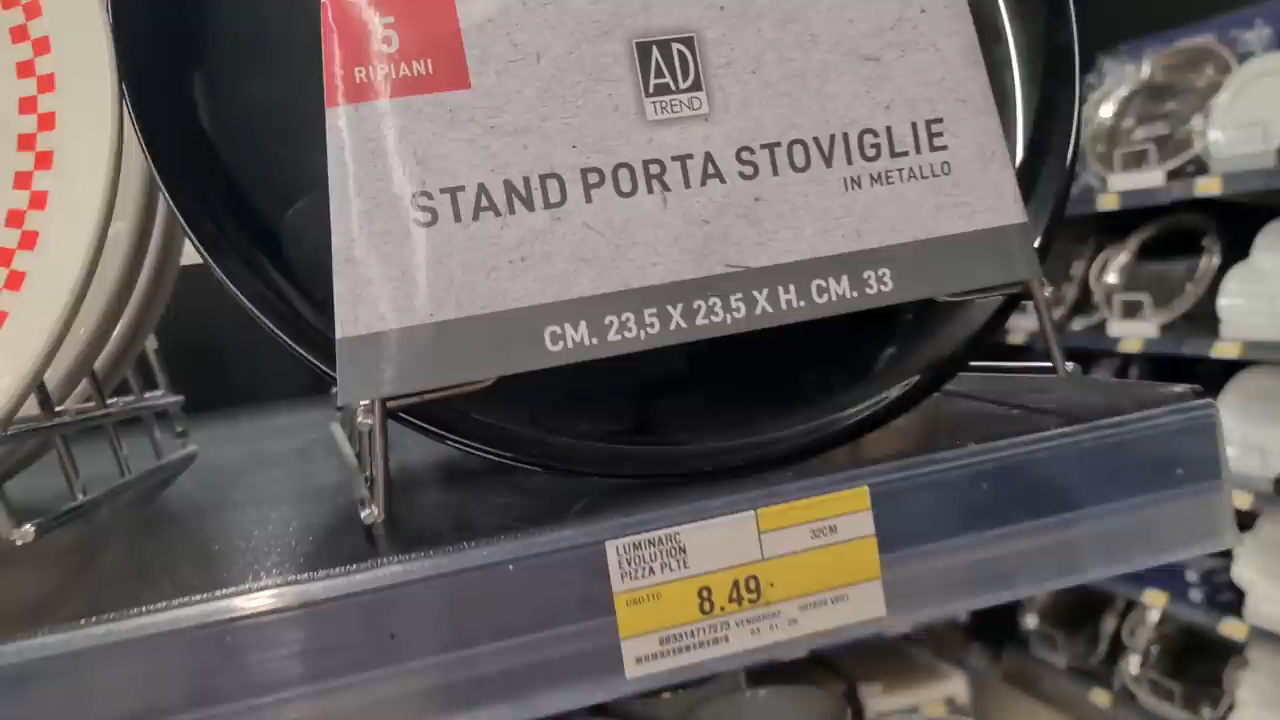 5
RIPIANI
AD
TREND
STAND PORTA STOVIGLIE
IN METALLO
CM. 23,5 X 23,5 X H. CM. 33
LUMINARC
EVOLUTION
PIZZA PLTE
32CM
8.49